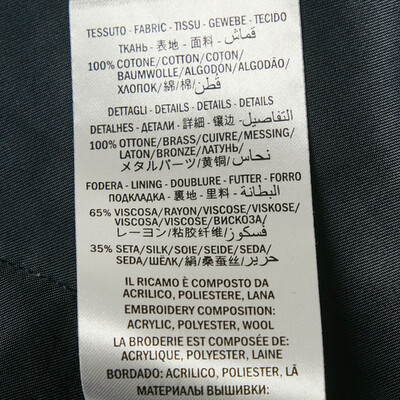 TESSUTO - FABRIC - TISSU - GEWEBE - TECIDO
ТКАНЬ - 表地 - 面料 - قماش
100% COTONE/COTTON/COTON/
BAUMWOLLE/ALGODÓN/ALGODÃO/
ХЛОПОК/綿/棉/قطن
DETTAGLI - DETAILS - DETAILS - DETAILS
DETALHES - ДЕТАЛИ - 詳細 - 镶边 - التفاصيل
100% OTTONE/BRASS/CUIVRE/MESSING/
LATON/BRONZE/ЛАТУНЬ/
メタルパーツ/黄铜/نحاس
FODERA - LINING - DOUBLURE - FUTTER - FORRO
ПОДКЛАДКА - 裏地 - 里料 - البطانة
65% VISCOSA/RAYON/VISCOSE/VISKOSE/
VISCOSA/VISCOSE/ВИСКОЗА/
レーヨン/粘胶纤维/فسكوز
35% SETA/SILK/SOIE/SEIDE/SEDA/
SEDA/ШЁЛК/絹/桑蚕丝/حرير
IL RICAMO È COMPOSTO DA
ACRILICO, POLIESTERE, LANA
EMBROIDERY COMPOSITION:
ACRYLIC, POLYESTER, WOOL
LA BRODERIE EST COMPOSÉE DE:
ACRYLIQUE, POLYESTER, LAINE
BORDADO: ACRILICO, POLIESTER, LÃ
МАТЕРИАЛЫ ВЫШИВКИ: